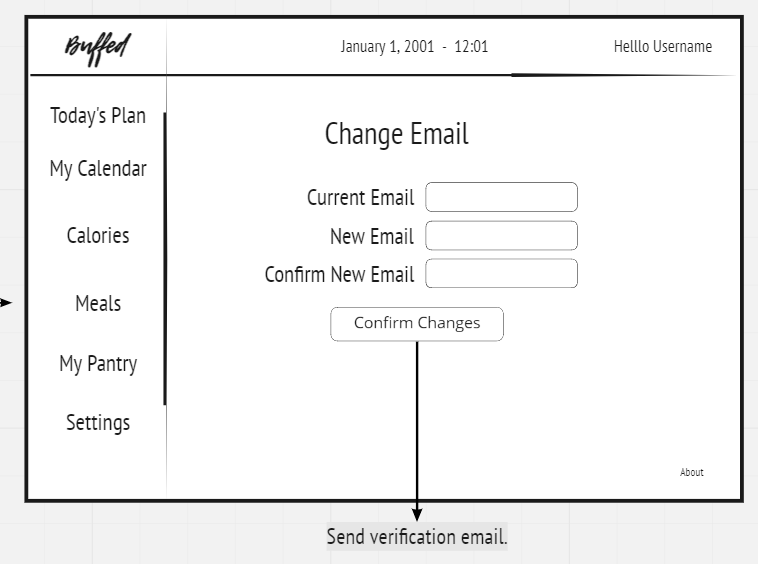 Buffed
January 1, 2001 - 12:01
Helllo Username
Today's Plan
My Calendar
Calories
Meals
My Pantry
Settings
Change Email
Current Email
New Email
Confirm New Email
Confirm Changes
About
Send verification email.